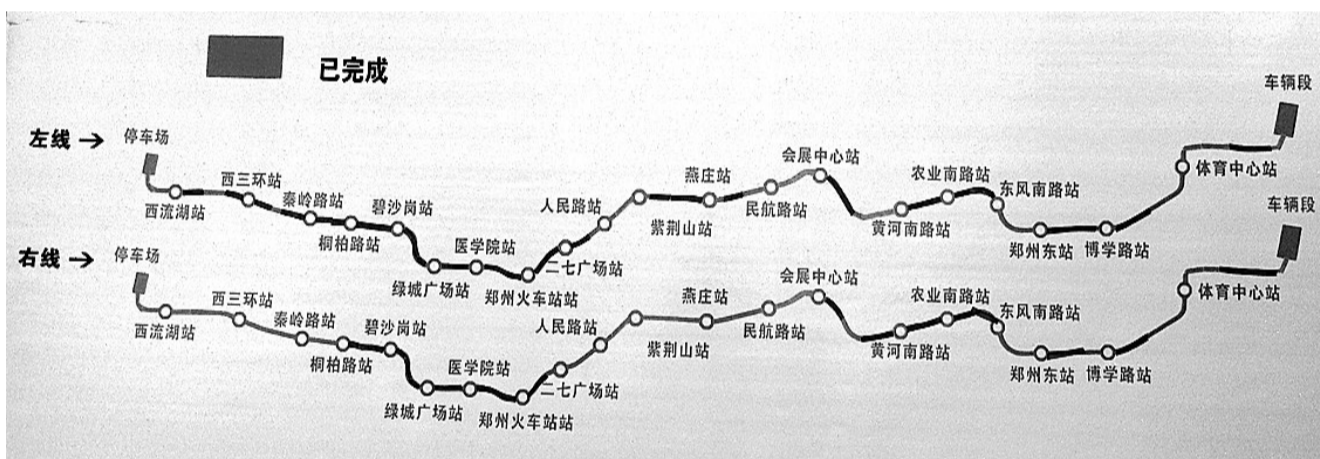 已完成
车辆段
左线→
停车场
西流湖站
西三环站
秦岭路站
桐柏路站
碧沙岗站
绿城广场站
医学院站
郑州火车站站
二七广场站
人民路站
紫荆山站
燕庄站
民航路站
会展中心站
黄河南路站
农业南路站
东风南路站
郑州东站
博学路站
体育中心站
车辆段
右线→
停车场
西流湖站
西三环站
秦岭路站
桐柏路站
碧沙岗站
绿城广场站
医学院站
郑州火车站站
二七广场站
人民路站
紫荆山站
燕庄站
民航路站
会展中心站
黄河南路站
农业南路站
东风南路站
郑州东站
博学路站
体育中心站